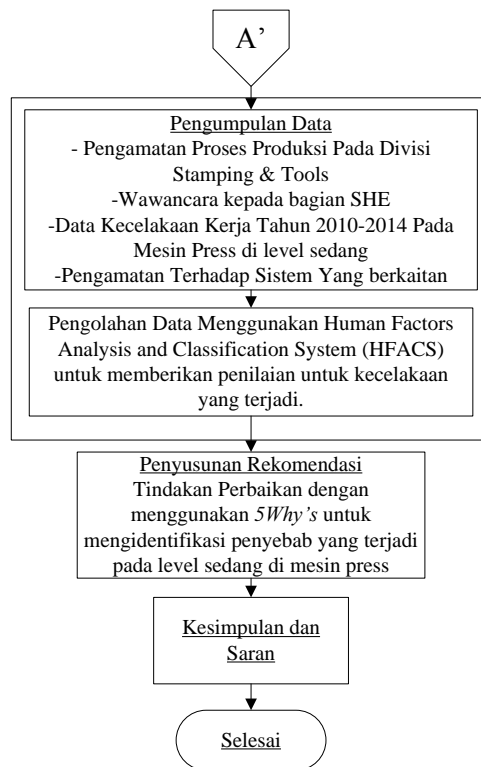 A’
Pengumpulan Data
- Pengamatan Proses Produksi Pada Divisi
Stamping & Tools
-Wawancara kepada bagian SHE
-Data Kecelakaan Kerja Tahun 2010-2014 Pada
Mesin Press di level sedang
-Pengamatan Terhadap Sistem Yang berkaitan
Pengolahan Data Menggunakan Human Factors
Analysis and Classification System (HFACS)
untuk memberikan penilaian untuk kecelakaan
yang terjadi.
Penyusunan Rekomendasi
Tindakan Perbaikan dengan
menggunakan 5Why’s untuk
mengidentifikasi penyebab yang terjadi
pada level sedang di mesin press
Kesimpulan dan
Saran
Selesai